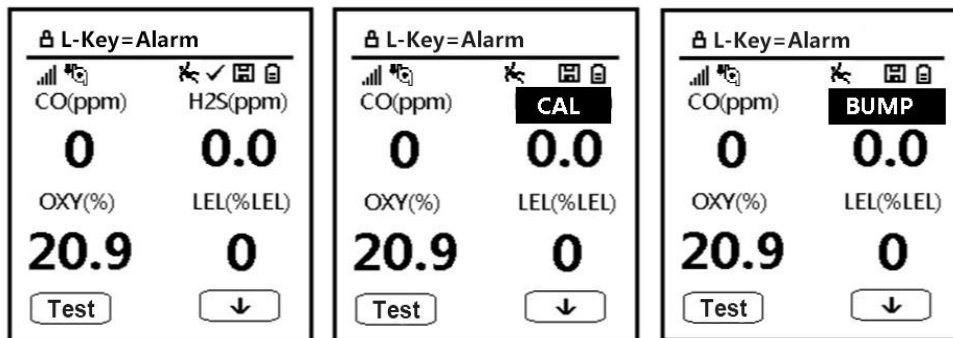 L-Key=Alarm
CO(ppm) H2S(ppm)
0 0.0
OXY(%) LEL(%LEL)
20.9 0
Test ↓
L-Key=Alarm
CO(ppm) CAL
0 0.0
OXY(%) LEL(%LEL)
20.9 0
Test ↓
L-Key=Alarm
CO(ppm) BUMP
0 0.0
OXY(%) LEL(%LEL)
20.9 0
Test ↓